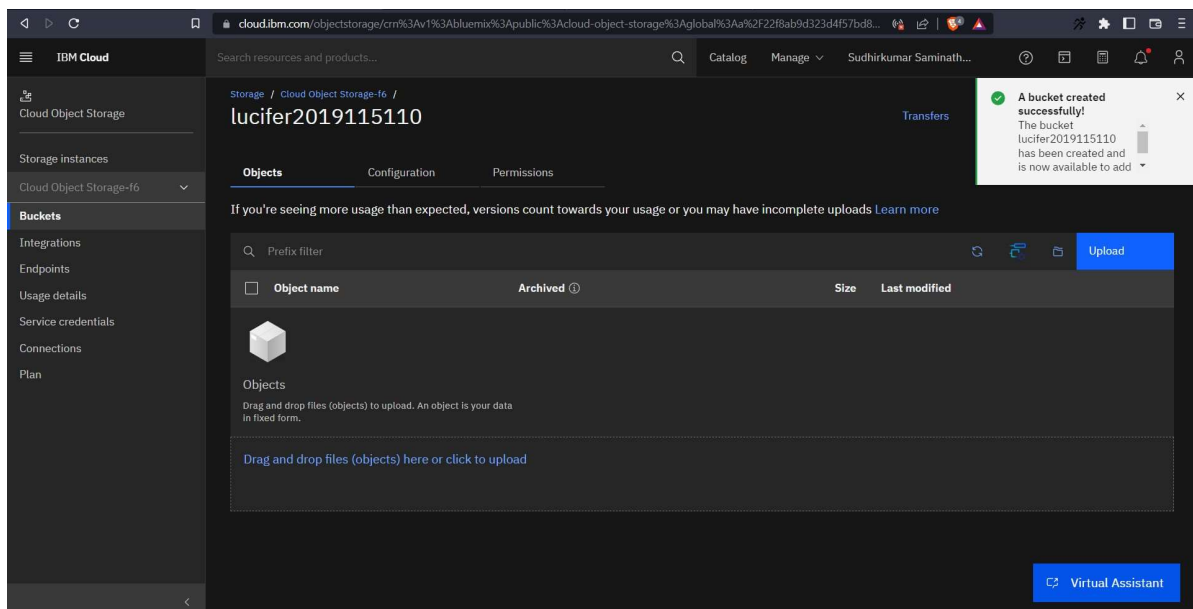 cloud.ibm.com/objectstorage/crn%3Av1%3Abluemix%3Apublic%3Acloud-object-storage%3Aglobal%3Aa%2F22f8ab9d323d4f57bd8...
IBM Cloud
Search resources and products...
Catalog
Manage
Sudhirkumar Saminath...
Cloud Object Storage
Storage instances
Cloud Object Storage-f6
Buckets
Integrations
Endpoints
Usage details
Service credentials
Connections
Plan
Storage / Cloud Object Storage-f6 /
lucifer2019115110
Transfers
A bucket created
successfully!
The bucket
lucifer2019115110
has been created and
is now available to add
Objects
Configuration
Permissions
If you're seeing more usage than expected, versions count towards your usage or you may have incomplete uploads Learn more
Prefix filter
Upload
Object name
Archived
Size
Last modified
Objects
Drag and drop files (objects) to upload. An object is your data
in fixed form.
Drag and drop files (objects) here or click to upload
Virtual Assistant